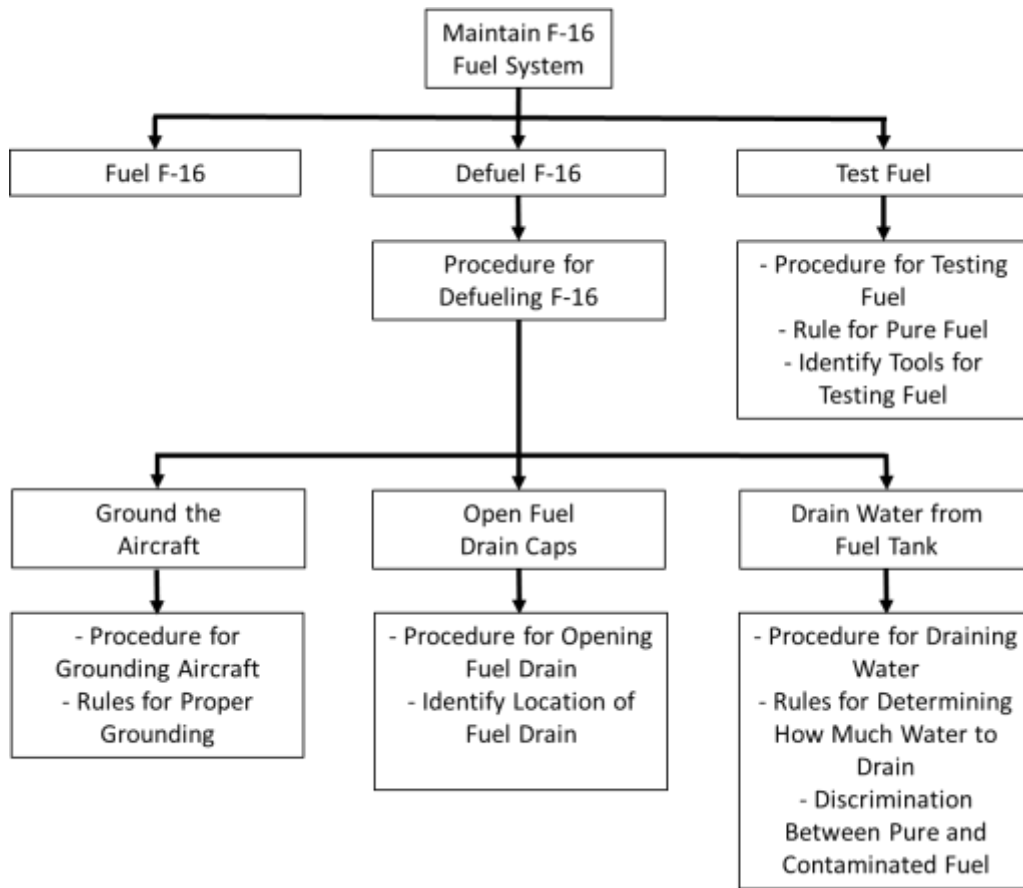 Maintain F-16
Fuel System
Fuel F-16
Defuel F-16
Test Fuel
Procedure for
Defueling F-16
- Procedure for Testing
Fuel
- Rule for Pure Fuel
- Identify Tools for
Testing Fuel
Ground the
Aircraft
Open Fuel
Drain Caps
Drain Water from
Fuel Tank
- Procedure for
Grounding Aircraft
- Rules for Proper
Grounding
- Procedure for Opening
Fuel Drain
- Identify Location of
Fuel Drain
- Procedure for Draining
Water
- Rules for Determining
How Much Water to
Drain
- Discrimination
Between Pure and
Contaminated Fuel